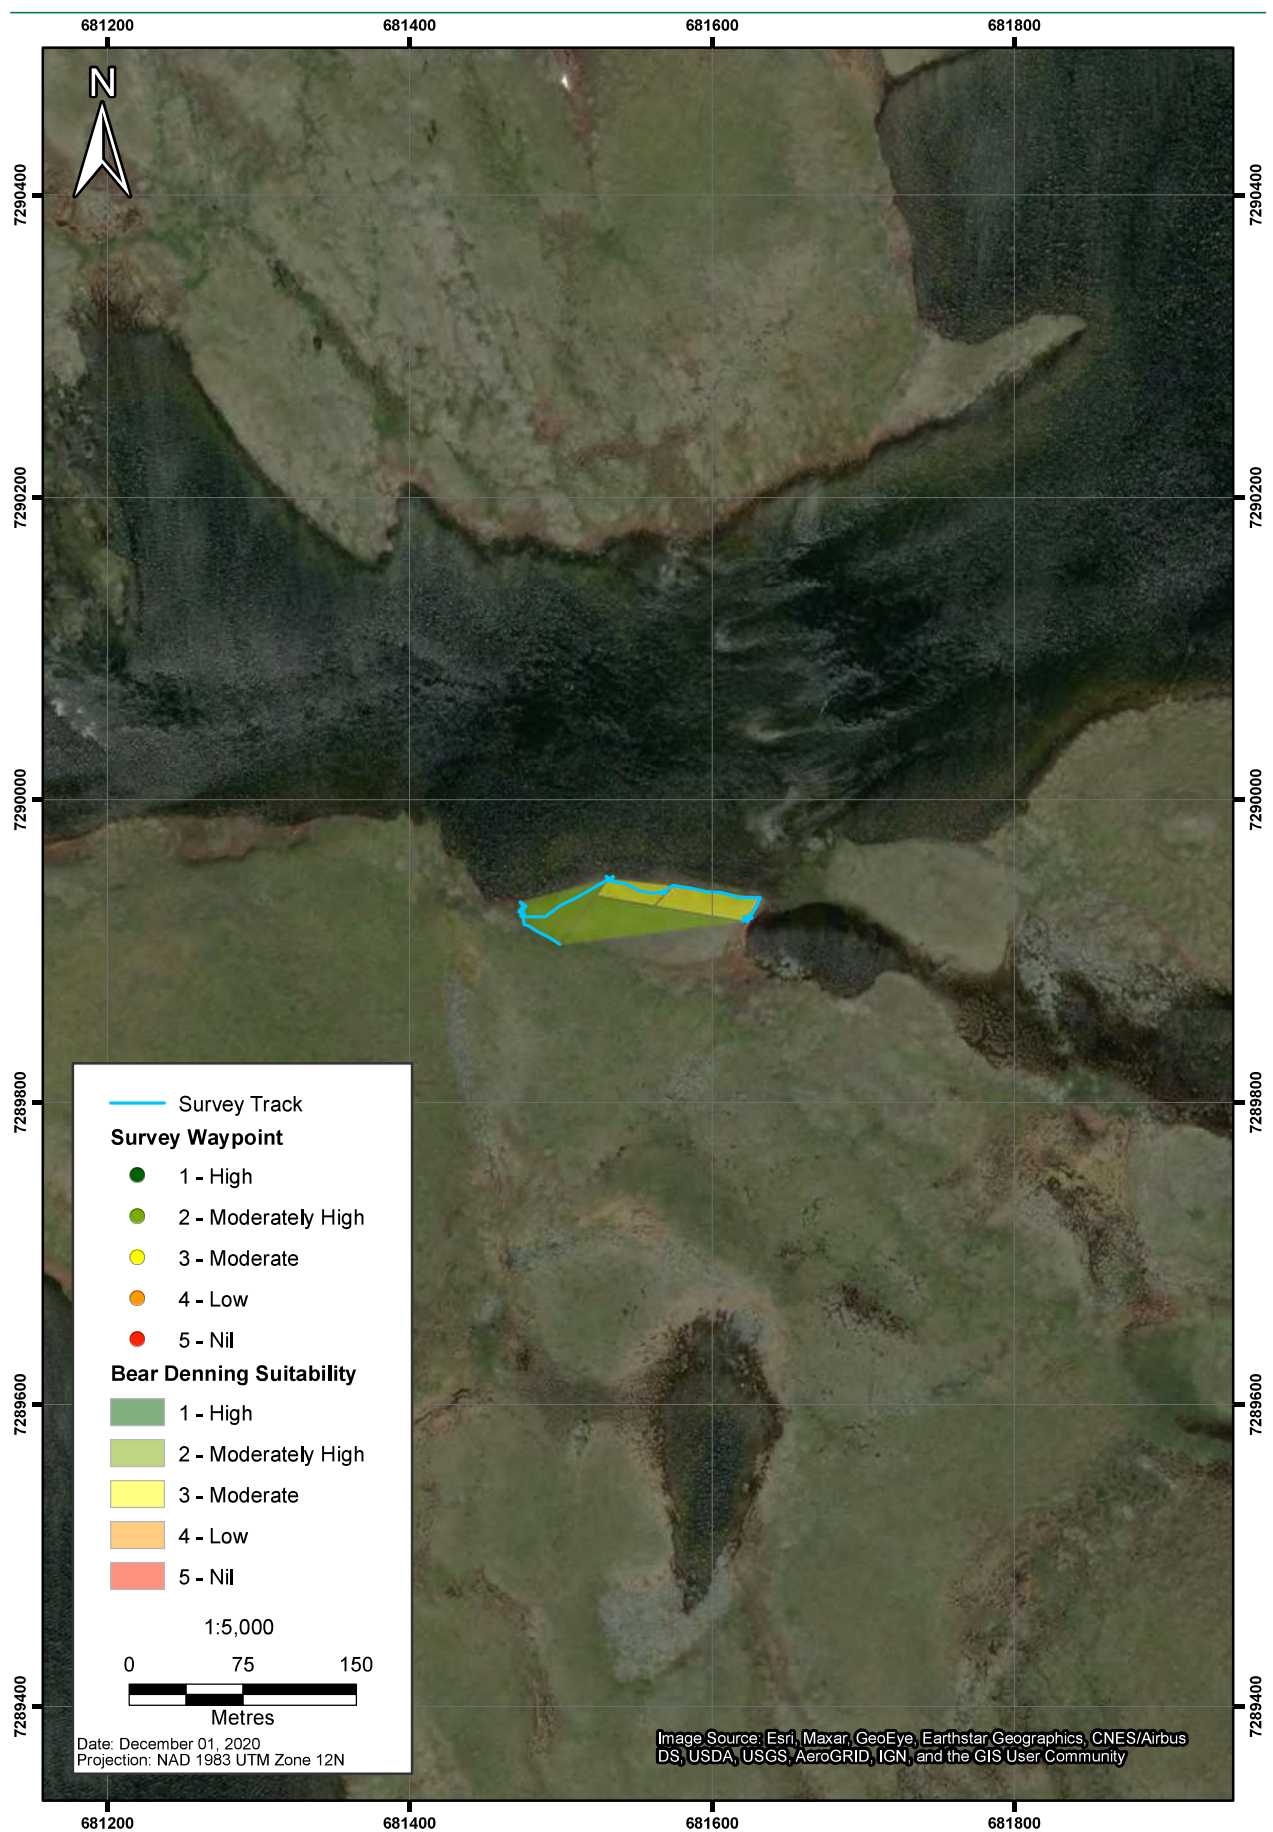 681200 681400 681600 681800
N
7290400 7290400
7290200 7290200
7290000 7290000
7289800 7289800
Survey Track
Survey Waypoint
1 - High
2 - Moderately High
3 - Moderate
4 - Low
5 - Nil
Bear Denning Suitability
7289600 7289600
1 - High
2 - Moderately High
3 - Moderate
4 - Low
5 - Nil
1:5,000
0 75 150
Metres
7289400 7289400
Date: December 01, 2020
Projection: NAD 1983 UTM Zone 12N
Image Source: Esri, Maxar, GeoEye, Earthstar Geographics, CNES/Airbus
DS, USDA, USGS, AeroGRID, IGN, and the GIS User Community
681200 681400 681600 681800